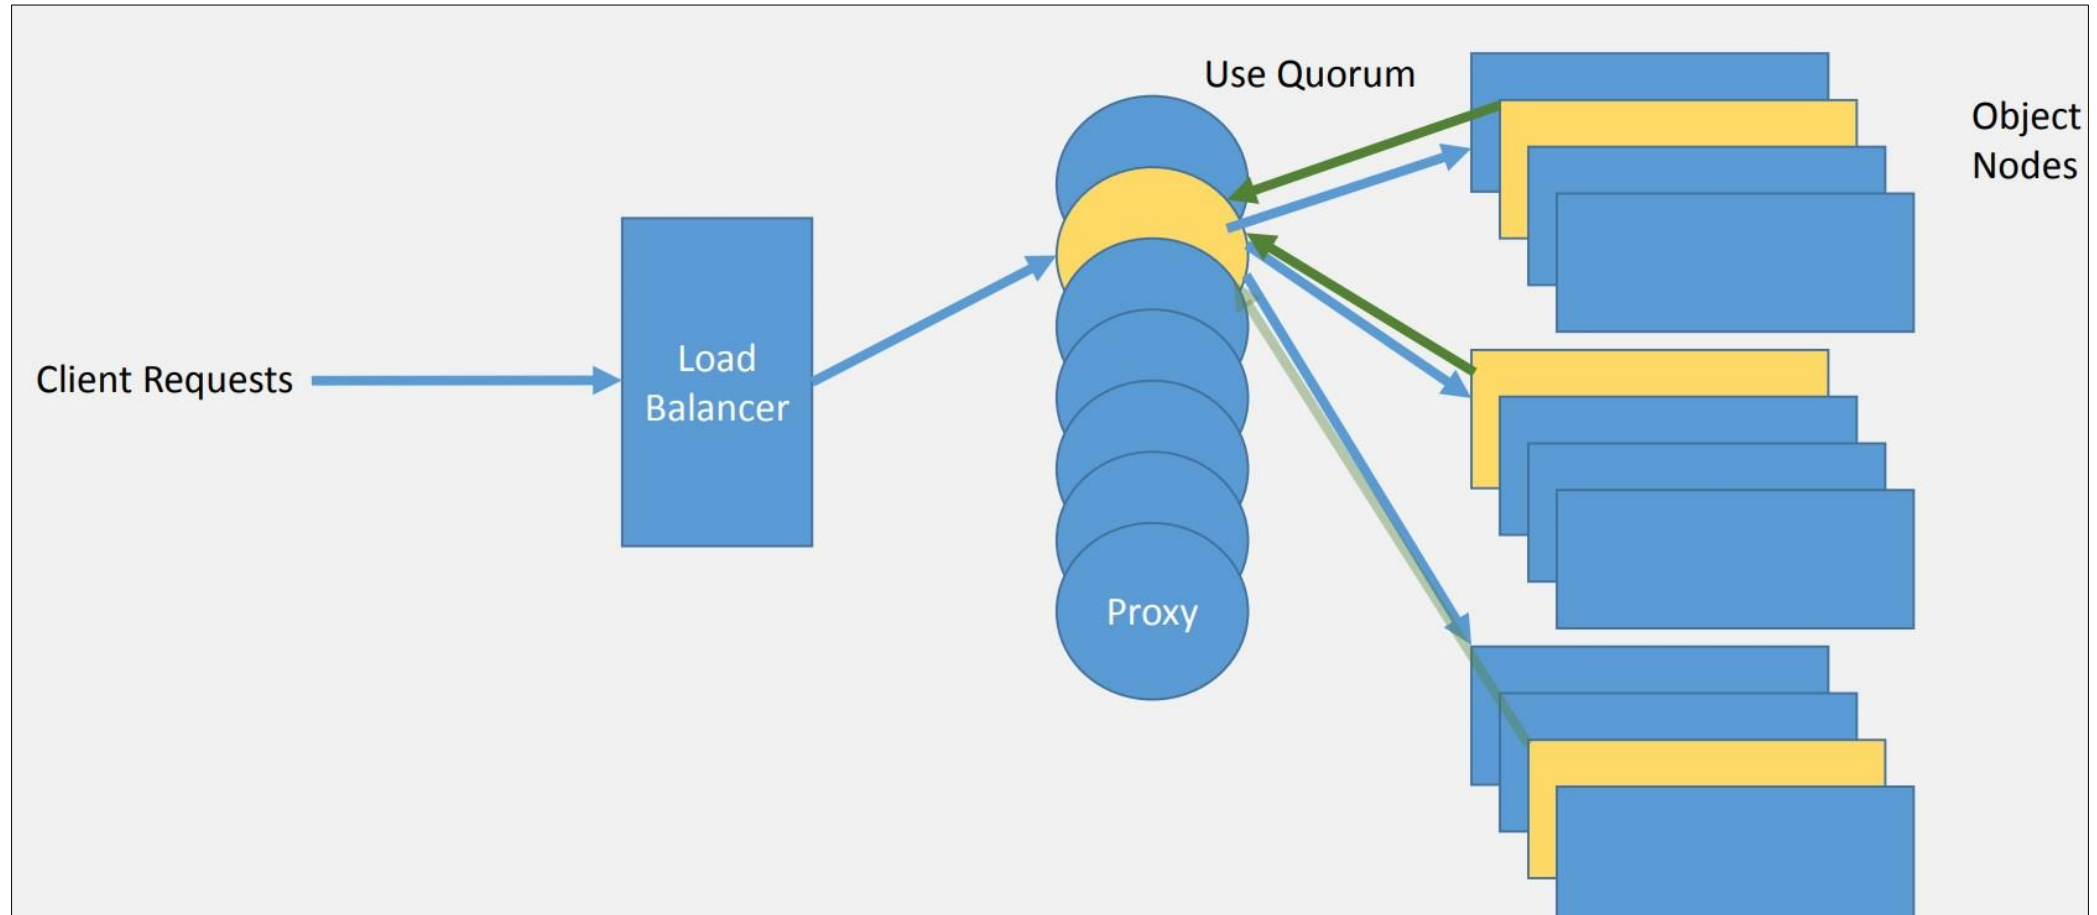 Use Quorum
Object
Nodes
Client Requests
Load
Balancer
Proxy